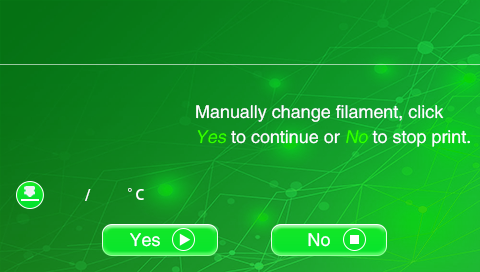 Manually change filament, click
Yes to continue or No to stop print.
/ °C
Yes
No